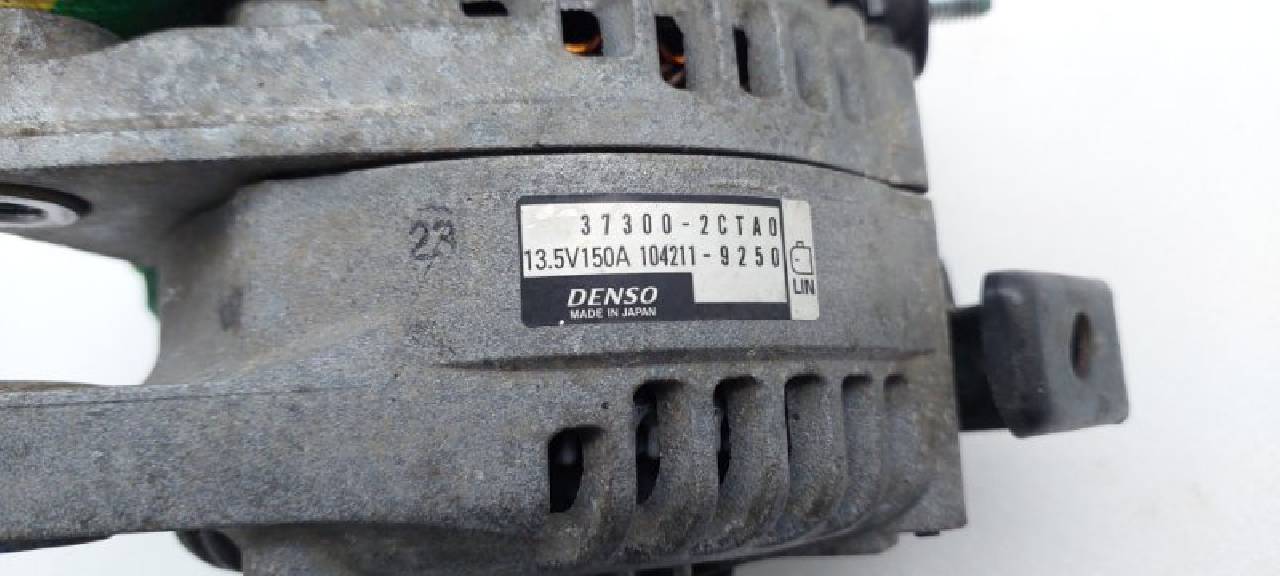 23
37300-2CTA0
13.5V150A 104211-9250
LIN
DENSO
MADE IN JAPAN